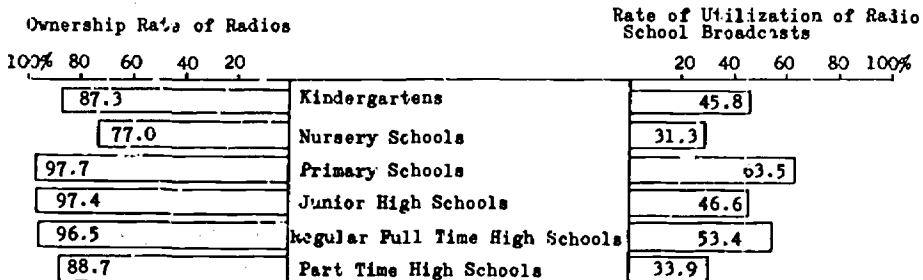 Ownership Rate of Radios
Rate of Utilization of Radio
School Broadcasts
100% 80 60 40 20
20 40 60 80 100%
87.3 Kindergartens 45.8
77.0 Nursery Schools 31.3
97.7 Primary Schools 63.5
97.4 Junior High Schools 46.6
96.5 Regular Full Time High Schools 53.4
88.7 Part Time High Schools 33.9